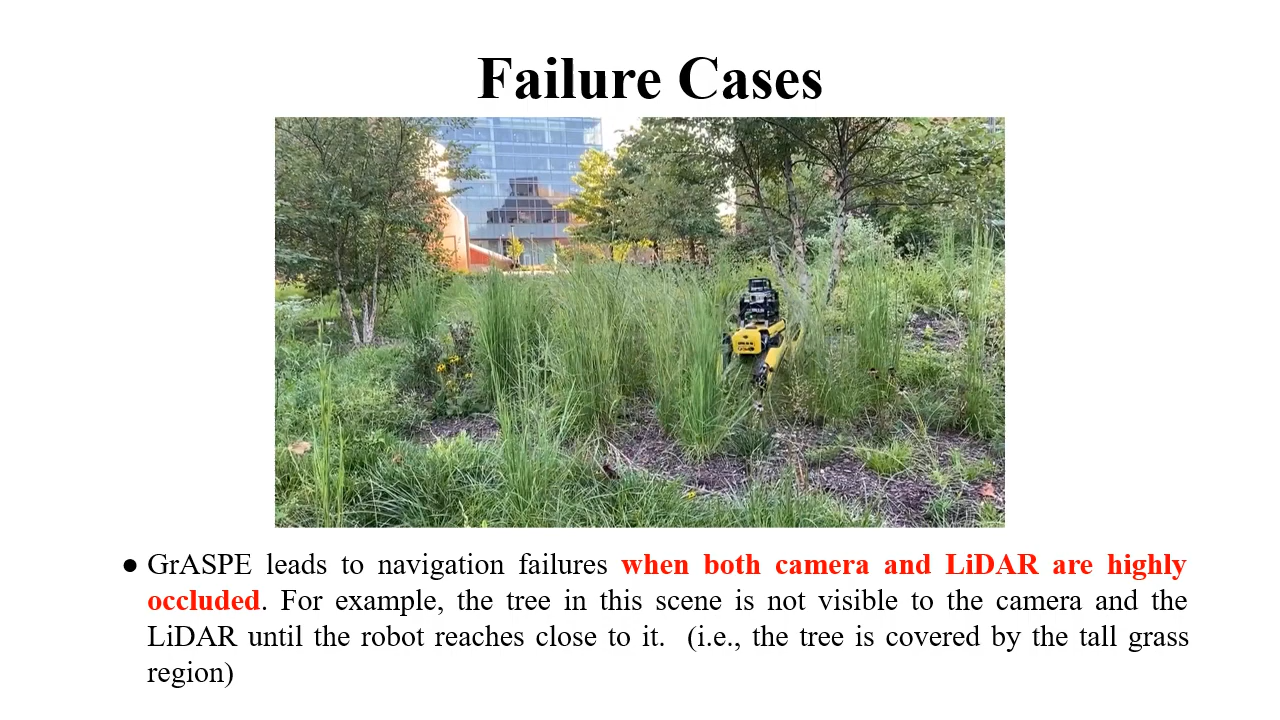 Failure Cases
● GrASPE leads to navigation failures when both camera and LiDAR are highly
occluded. For example, the tree in this scene is not visible to the camera and the
LiDAR until the robot reaches close to it. (i.e., the tree is covered by the tall grass
region)